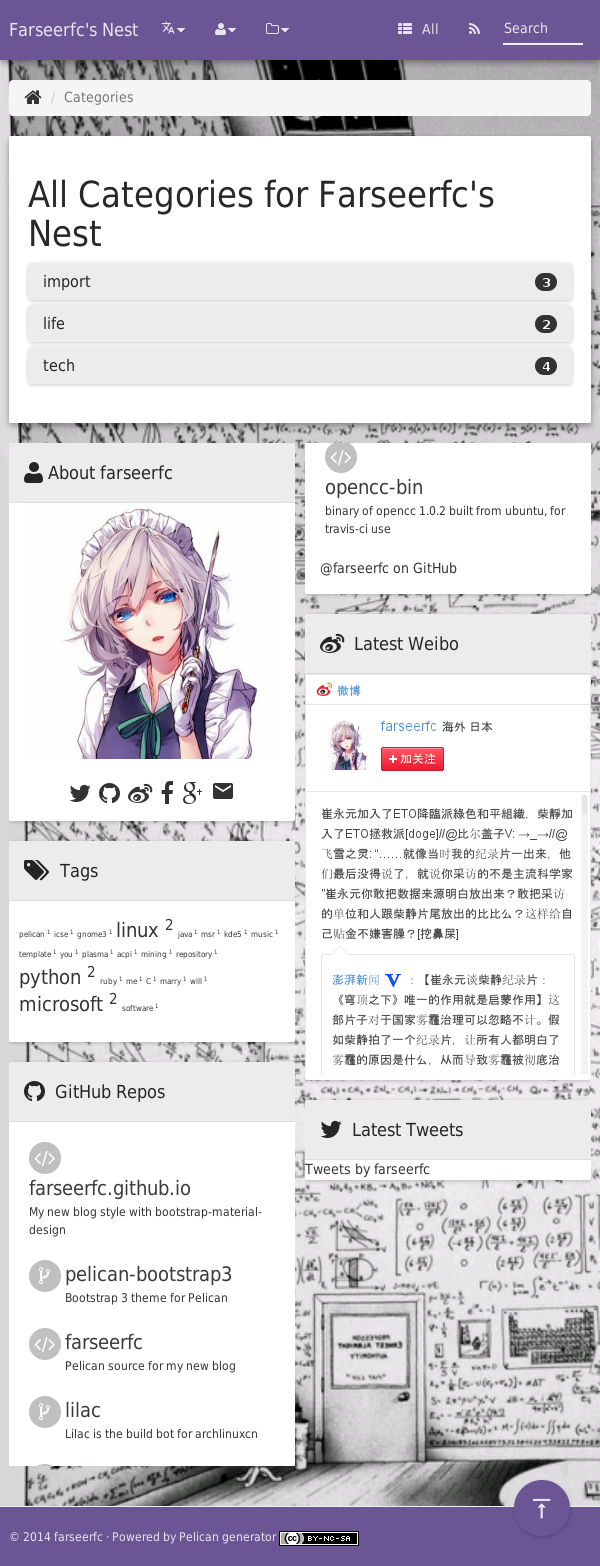 Farseerfc's Nest
All
Search
/ Categories
All Categories for Farseerfc's
Nest
import 3
life 2
tech 4
About farseerfc
Tags
pelican 1 icse 1 gnome3 1 linux 2 java 1 msr 1 kde5 1 music 1
template 1 you 1 plasma 1 acpi 1 mining 1 repository 1
python 2 ruby 1 me 1 C 1 marry 1 will 1
microsoft 2 software 1
GitHub Repos
farseerfc.github.io
My new blog style with bootstrap-material-
design
pelican-bootstrap3
Bootstrap 3 theme for Pelican
farseerfc
Pelican source for my new blog
lilac
Lilac is the build bot for archlinuxcn
opencc-bin
binary of opencc 1.0.2 built from ubuntu, for
travis-ci use
@farseerfc on GitHub
Latest Weibo
微博
farseerfc 海外 日本
+ 加关注
崔永元加入了ETO降臨派綠色和平組織，柴靜加
入了ETO拯救派[doge]//@比尔盖子V: →_→//@
飞雪之灵: “……就像当时我的纪录片一出来，他
们最后没得说了，就说你采访的不是主流科学家
”崔永元你敢把数据来源明白放出来？敢把采访
的单位和人跟柴静片尾放出的比比么？这样给自
己贴金不嫌害臊？[挖鼻屎]
澎湃新闻 V ：【崔永元谈柴静纪录片：
《穹顶之下》唯一的作用就是启蒙作用】这
部片子对于国家雾霾治理可以忽略不计。假
如柴静拍了一个纪录片，让所有人都明白了
雾霾的原因是什么，从而导致雾霾被彻底治
Latest Tweets
Tweets by farseerfc
© 2014 farseerfc · Powered by Pelican generator
cc BY-NC-SA